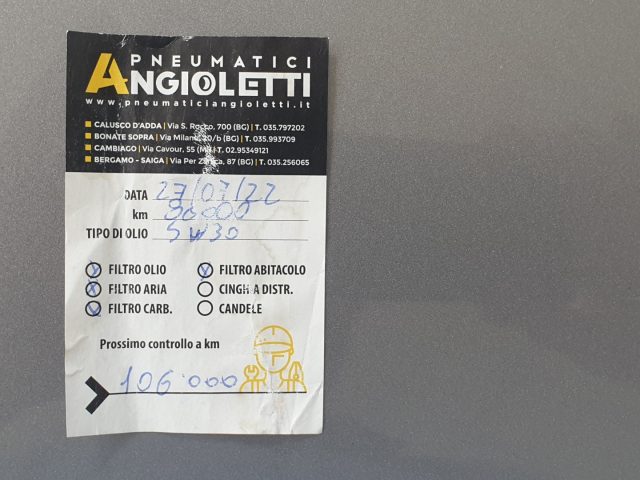 PNEUMATICI
ANGIOLETTI
www.pneumaticiangioletti.it
CALUSCO D'ADDA | Via S. Rocco, 700 (BG) | T. 035.797202
BONATE SOPRA | Via Milano, 20/b (BG) | T. 035.993709
CAMBIAGO | Via Cavour, 55 (MI) | T. 02.95349121
BERGAMO - SAIGA | Via Per Zanica, 87 (BG) | T. 035.256065
DATA 27/07/22
km 90000
TIPO DI OLIO 5W30
FILTRO OLIO FILTRO ABITACOLO
FILTRO ARIA CINGHIA DISTR.
FILTRO CARB. CANDELE
Prossimo controllo a km
106.000